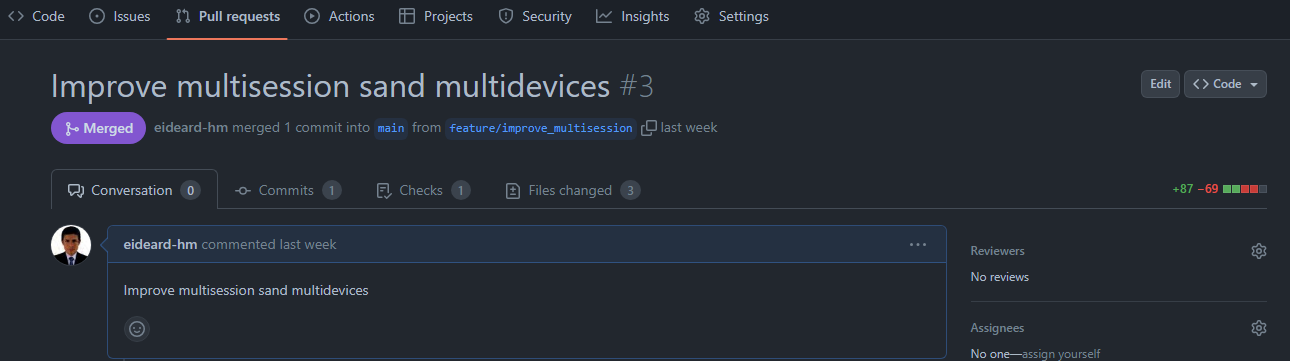 Code Issues Pull requests Actions Projects Security Insights Settings
Improve multisession sand multidevices #3
Edit Code
Merged eideard-hm merged 1 commit into main from feature/improve_multisession last week
Conversation 0 Commits 1 Checks 1 Files changed 3 +87 −69
eideard-hm commented last week
Reviewers
Improve multisession sand multidevices
No reviews
Assignees
No one—assign yourself